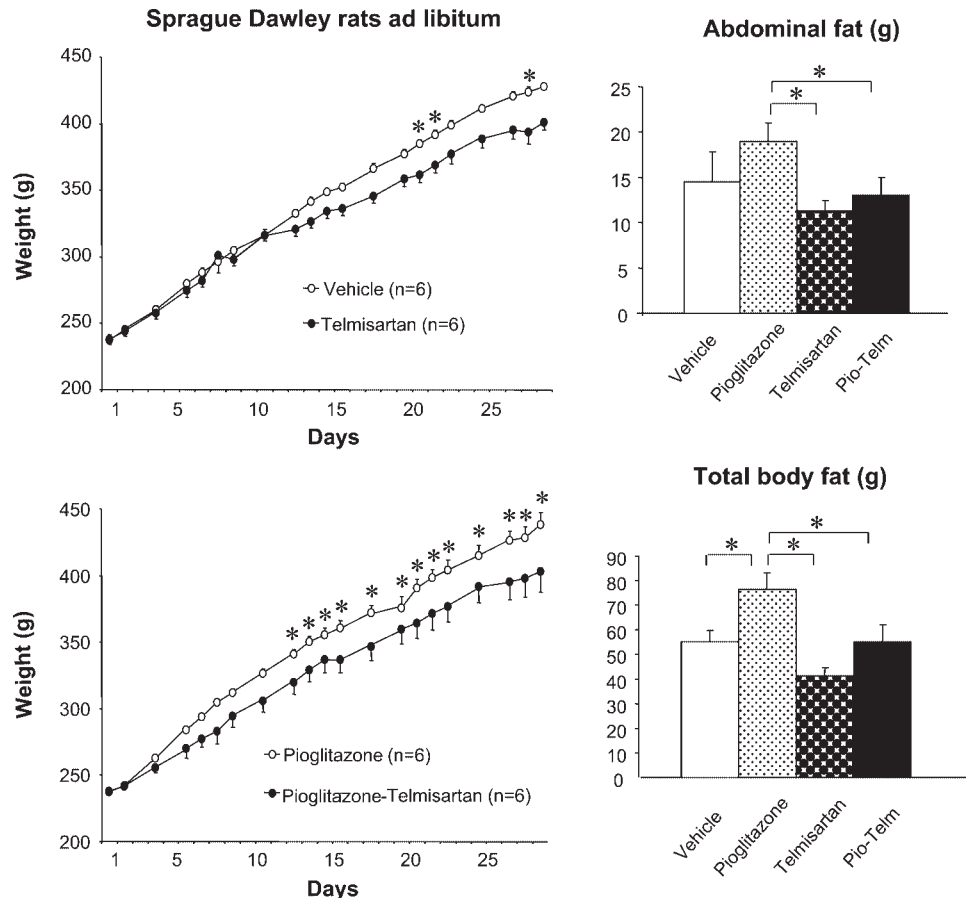 Sprague Dawley rats ad libitum
450
400
350
300
250
200
Weight (g)
* *
*
Vehicle (n=6)
Telmisartan (n=6)
1 5 10 15 20 25
Days
Abdominal fat (g)
25
20
15
10
5
0
*
*
Vehicle
Pioglitazone
Telmisartan
Pio-Telm
450
400
350
300
250
200
Weight (g)
* * * * * * * * * * * * *
Pioglitazone (n=6)
Pioglitazone-Telmisartan (n=6)
1 5 10 15 20 25
Days
Total body fat (g)
90
80
70
60
50
40
30
20
10
0
*
* *
Vehicle
Pioglitazone
Telmisartan
Pio-Telm